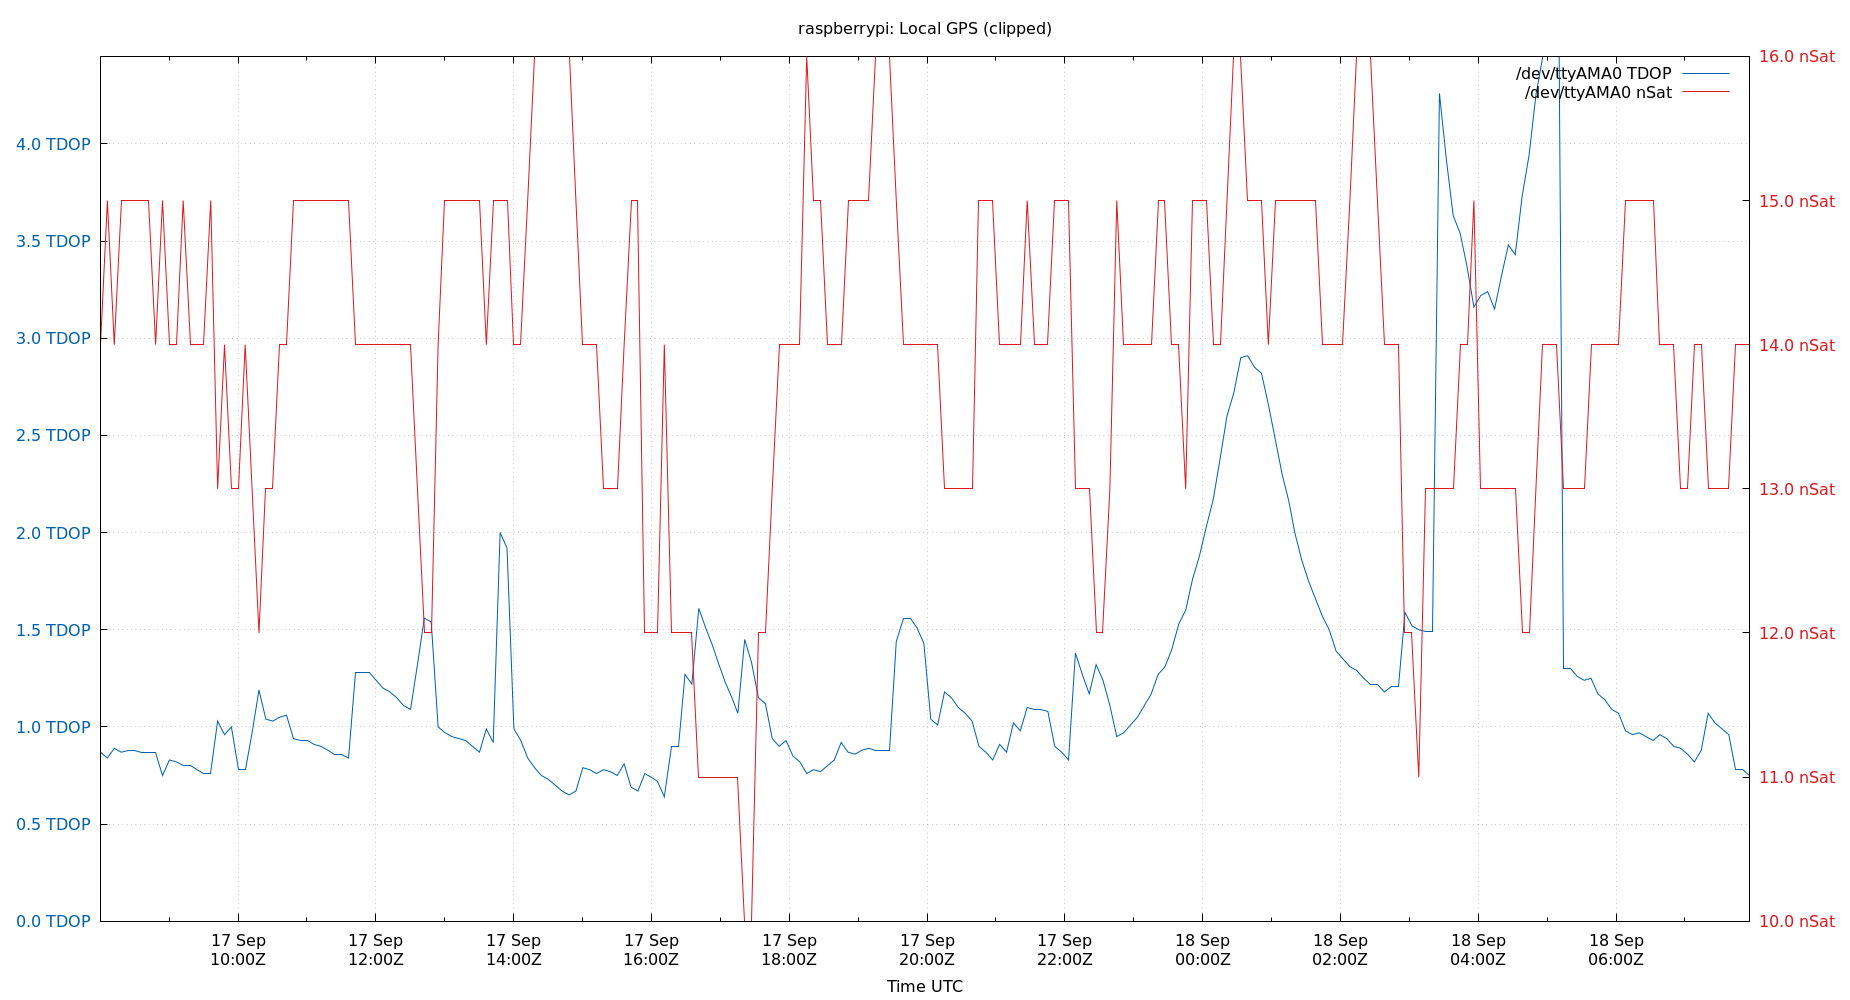 raspberrypi: Local GPS (clipped)
16.0 nSat
/dev/ttyAMA0 TDOP
/dev/ttyAMA0 nSat
4.0 TDOP
15.0 nSat
3.5 TDOP
3.0 TDOP
14.0 nSat
2.5 TDOP
13.0 nSat
2.0 TDOP
1.5 TDOP
12.0 nSat
1.0 TDOP
11.0 nSat
0.5 TDOP
0.0 TDOP
10.0 nSat
17 Sep 17 Sep 17 Sep 17 Sep 17 Sep 17 Sep 17 Sep 18 Sep 18 Sep 18 Sep 18 Sep
10:00Z 12:00Z 14:00Z 16:00Z 18:00Z 20:00Z 22:00Z 00:00Z 02:00Z 04:00Z 06:00Z
Time UTC